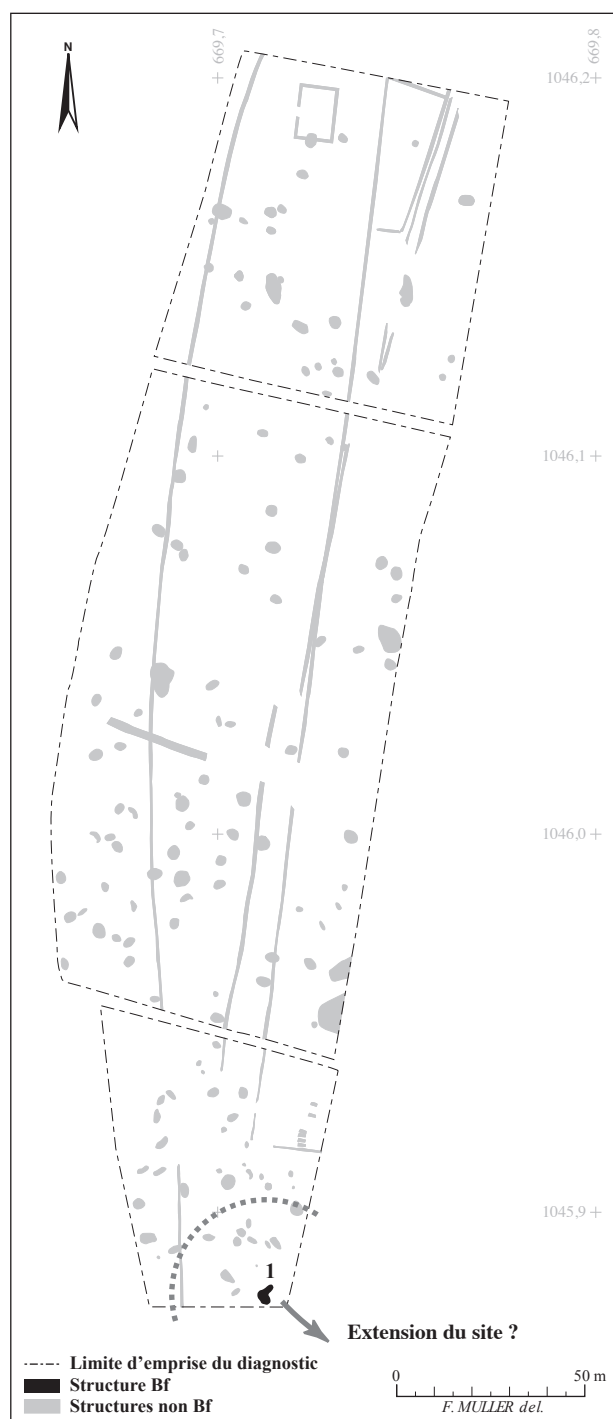 N
669,7
669,8
1046,2
1046,1
1046,0
1045,9
1
Extension du site ?
Limite d'emprise du diagnostic
Structure Bf
Structures non Bf
0 50 m
F. MULLER del.